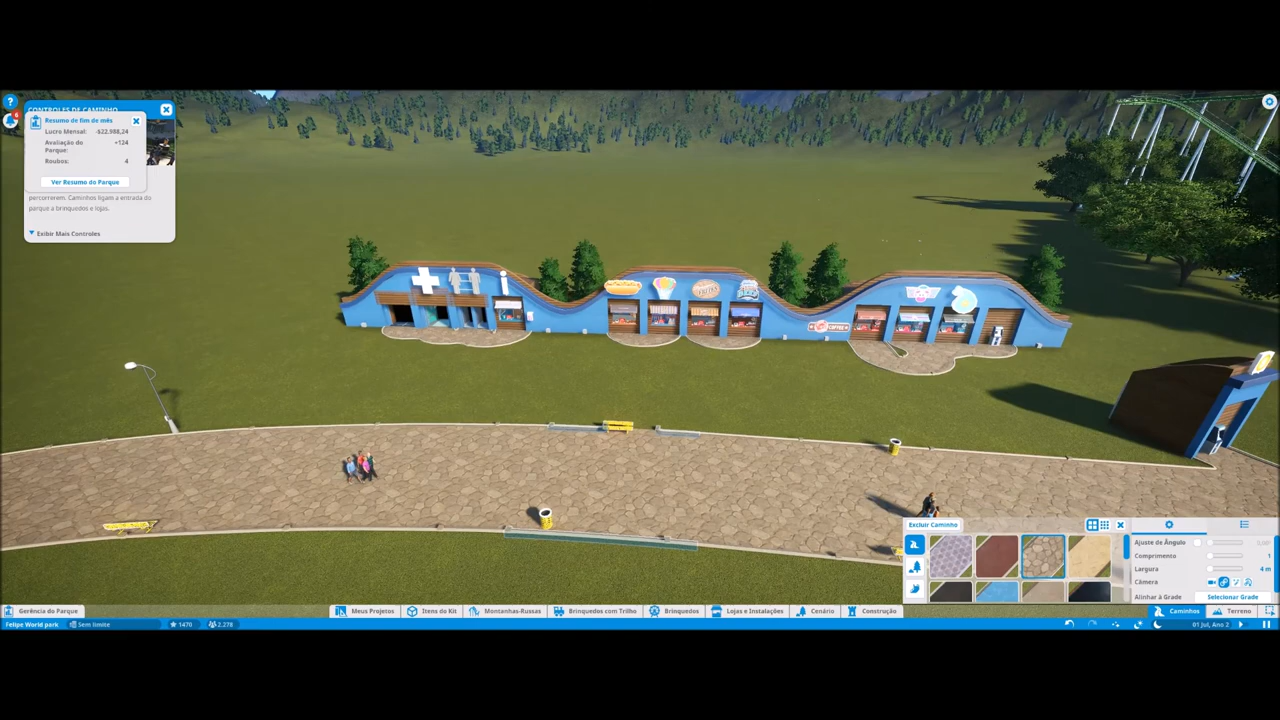 ?
CONTROLES DE CAMINHO
6
Resumo de fim de mês
Lucro Mensal: -$22.988,24
Avaliação do Parque: +124
Roubos: 4
Ver Resumo do Parque
percorrerem. Caminhos ligam a entrada do
parque a brinquedos e lojas.
Exibir Mais Controles
i
COFFEE
Excluir Caminho
Ajuste de Ângulo
Comprimento 1
Largura 4 m
Câmera
Alinhar à Grade Selecionar Grade
Gerência do Parque Meus Projetos Itens do Kit Montanhas-Russas Brinquedos com Trilho Brinquedos Lojas e Instalações Cenário Construção Caminhos Terreno
Felipe World park Sem limite 1470 2.278 01 Jul, Ano 2